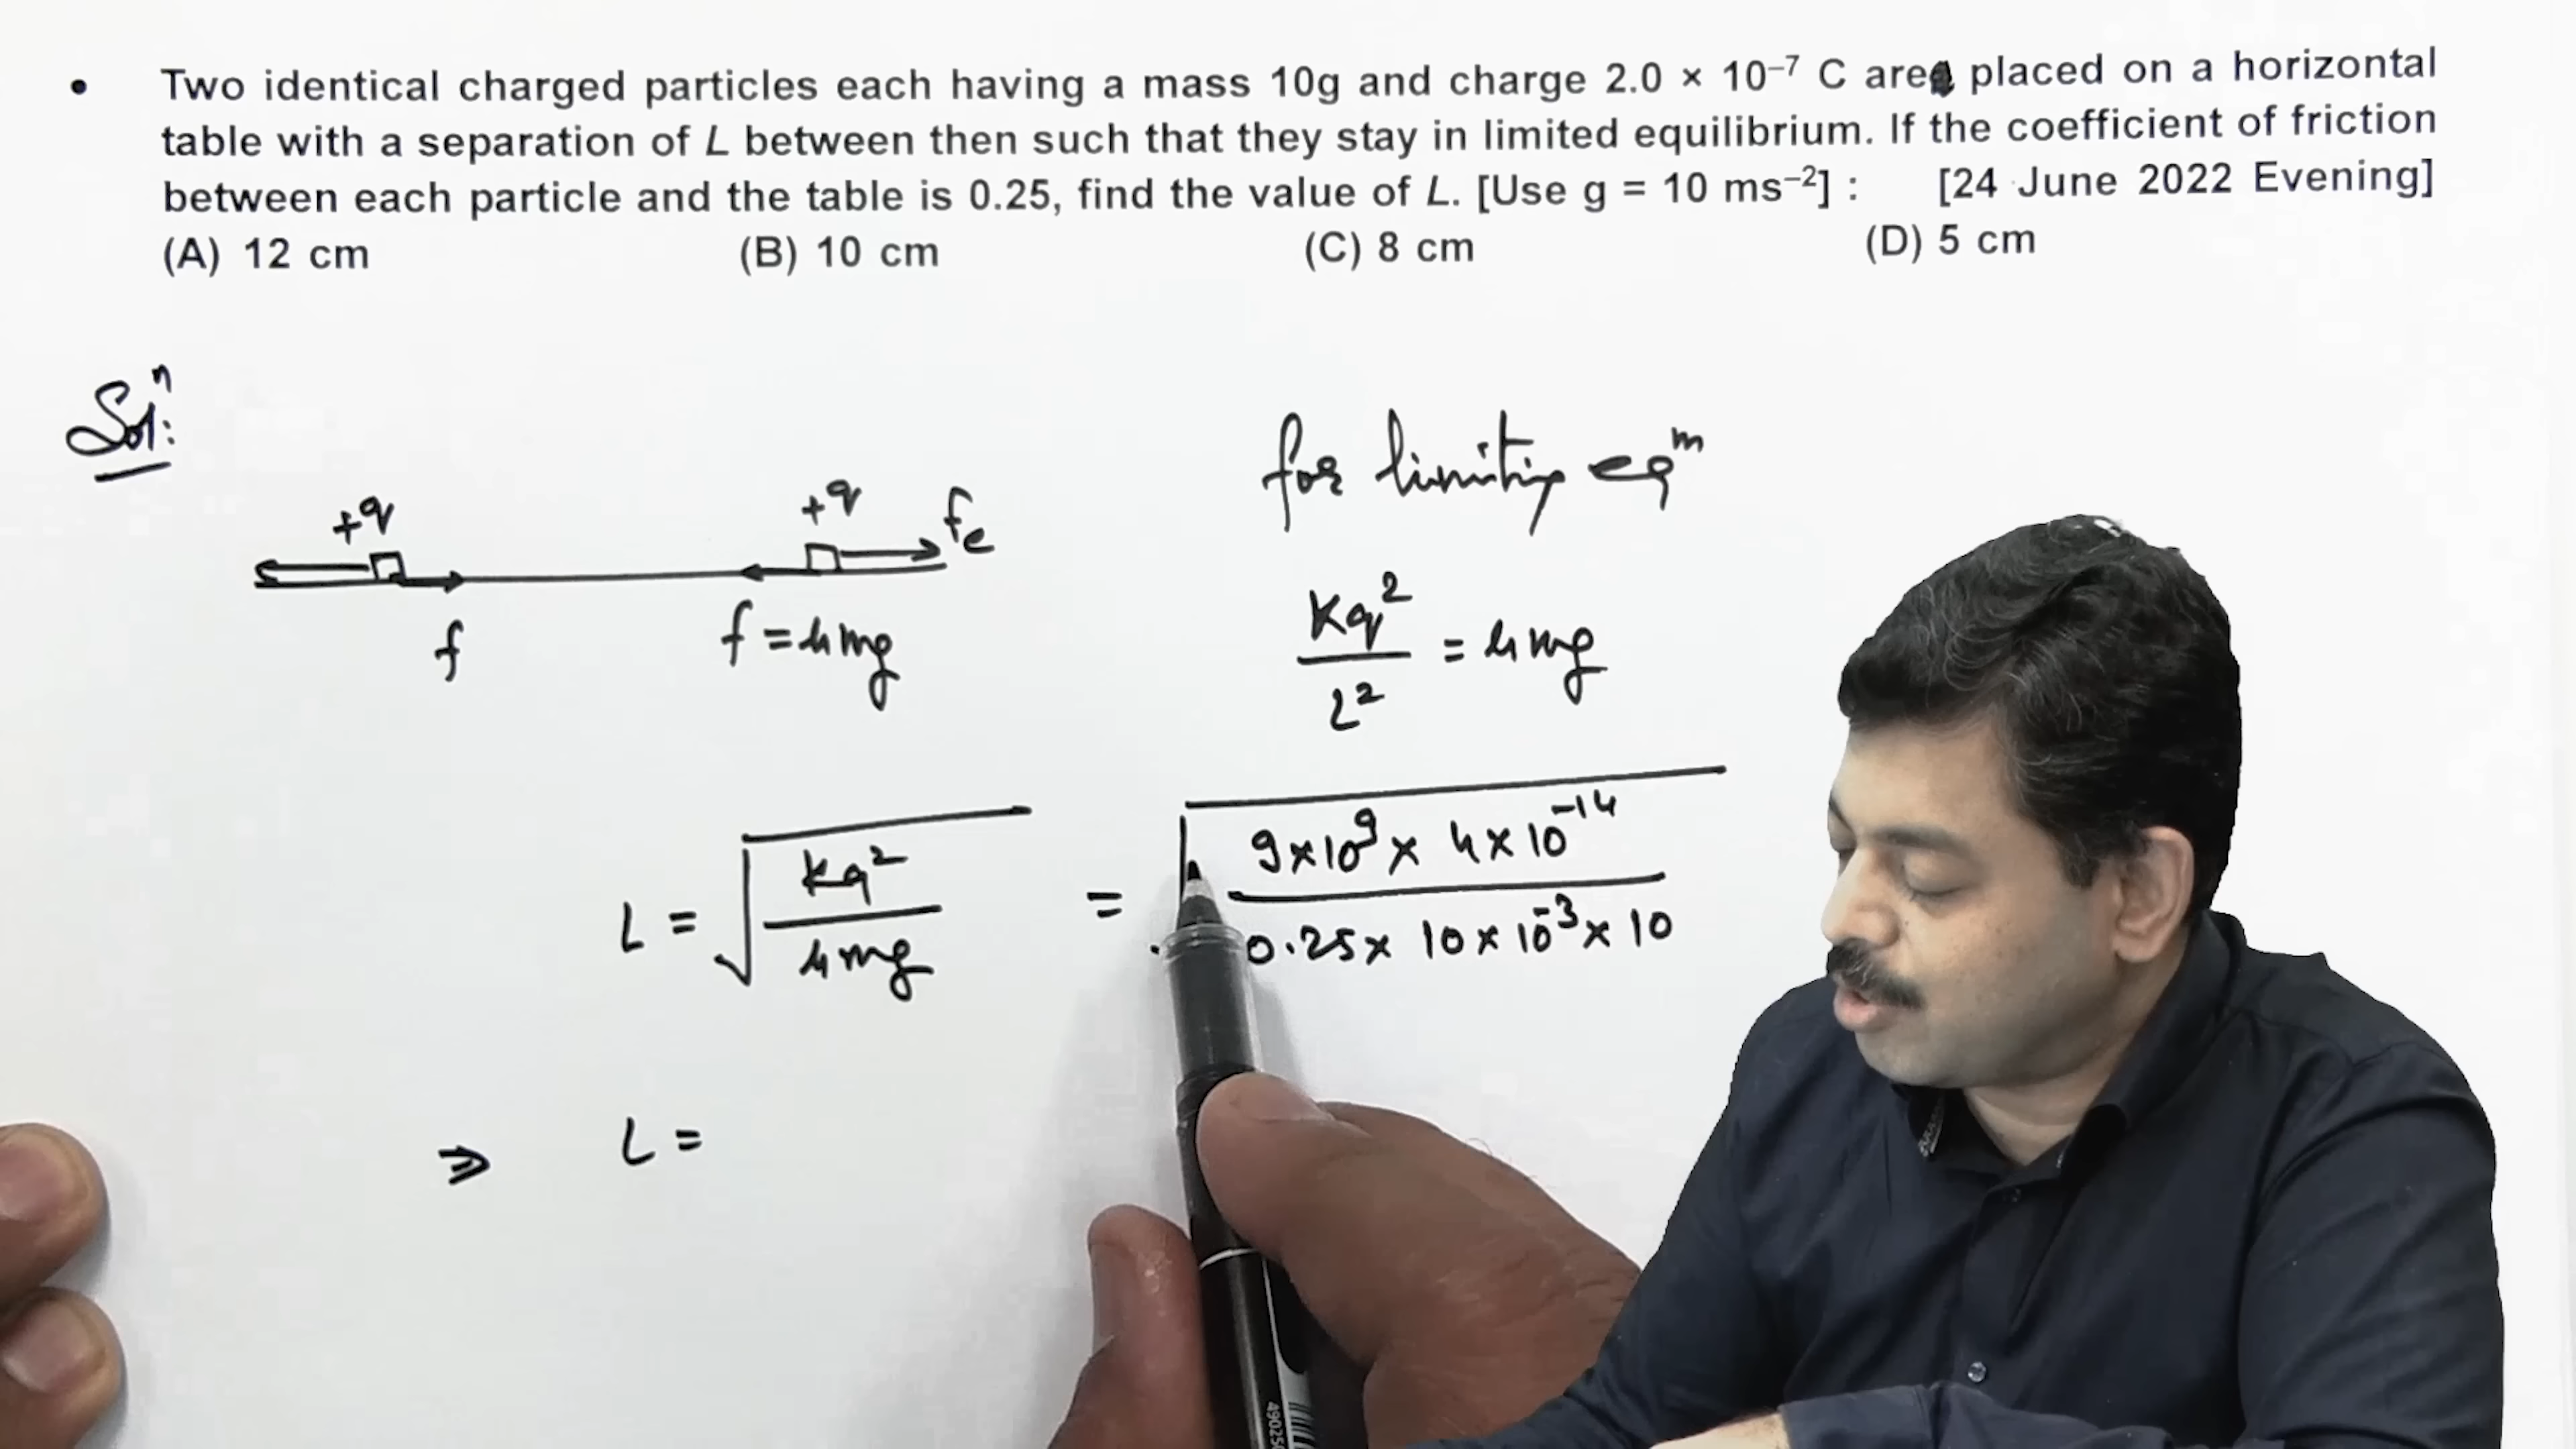 • Two identical charged particles each having a mass 10g and charge 2.0 × 10⁻⁷ C are placed on a horizontal
table with a separation of L between then such that they stay in limited equilibrium. If the coefficient of friction
between each particle and the table is 0.25, find the value of L. [Use g = 10 ms⁻²] : [24 June 2022 Evening]
(A) 12 cm (B) 10 cm (C) 8 cm (D) 5 cm
Solⁿ:
for limiting eqᵐ
+q +q fe
f f = μmg
Kq²/L² = μmg
L = √(Kq²/μmg) = √(9×10⁹ × 4×10⁻¹⁴/0.25× 10×10⁻³× 10)
⇒ L =
49025